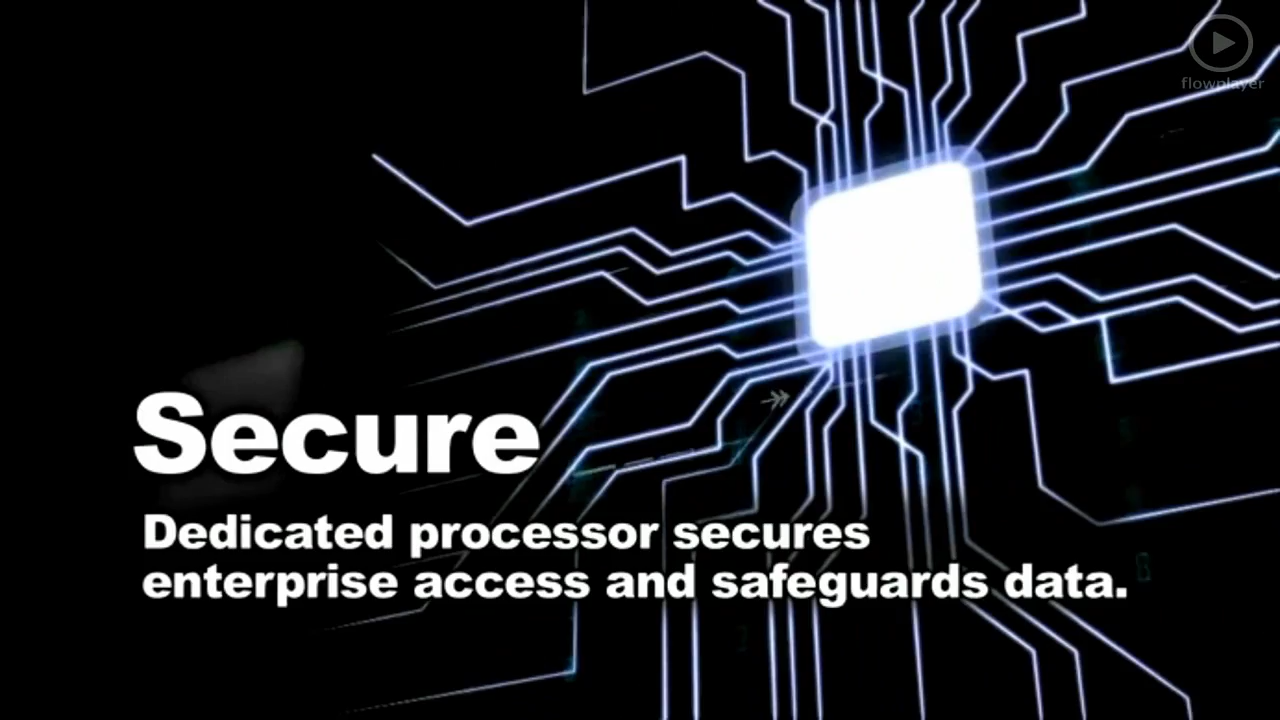 flowplayer
Secure
Dedicated processor secures
enterprise access and safeguards data.